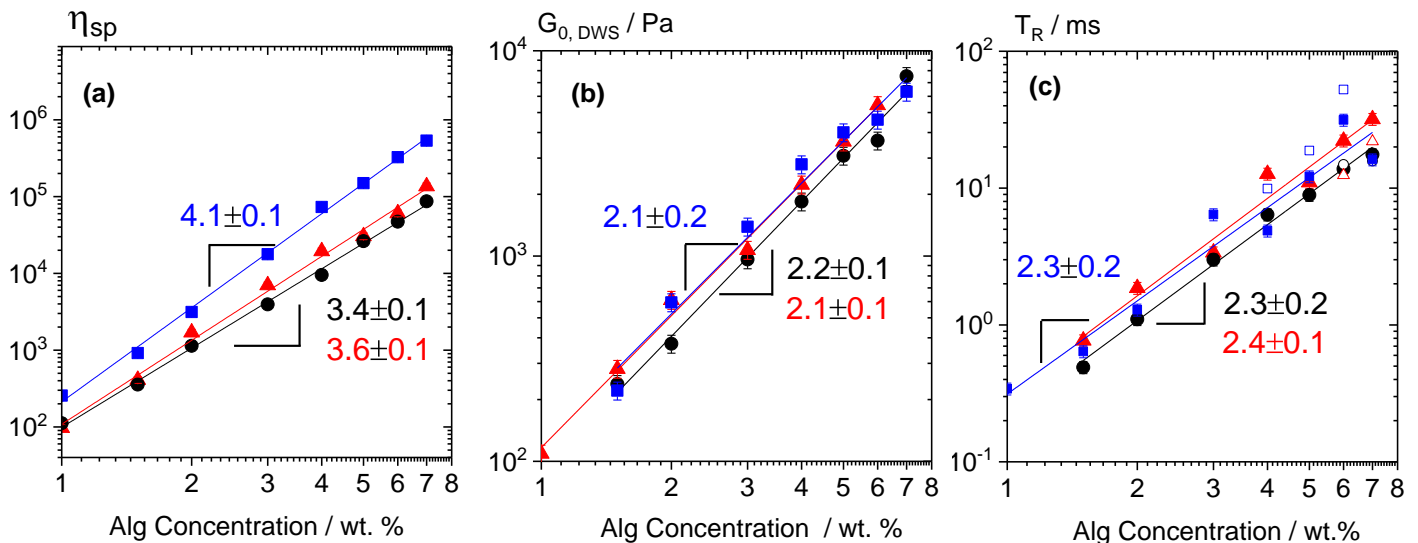 η_sp
(a)
10^6
10^5
10^4
10^3
10^2
4.1±0.1
3.4±0.1
3.6±0.1
1 2 3 4 5 6 7 8
Alg Concentration / wt. %
G_0, DWS / Pa
(b)
10^4
10^3
10^2
2.1±0.2
2.2±0.1
2.1±0.1
1 2 3 4 5 6 7 8
Alg Concentration / wt. %
T_R / ms
(c)
10^2
10^1
10^0
10^-1
2.3±0.2
2.3±0.2
2.4±0.1
1 2 3 4 5 6 7 8
Alg Concentration / wt.%